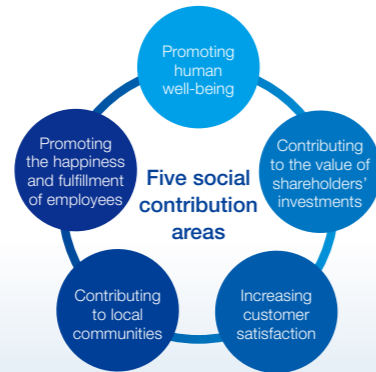 Promoting
human
well-being
Contributing
to the value of
shareholders'
investments
Increasing
customer
satisfaction
Contributing
to local
communities
Promoting
the happiness
and fulfillment
of employees
Five social
contribution
areas